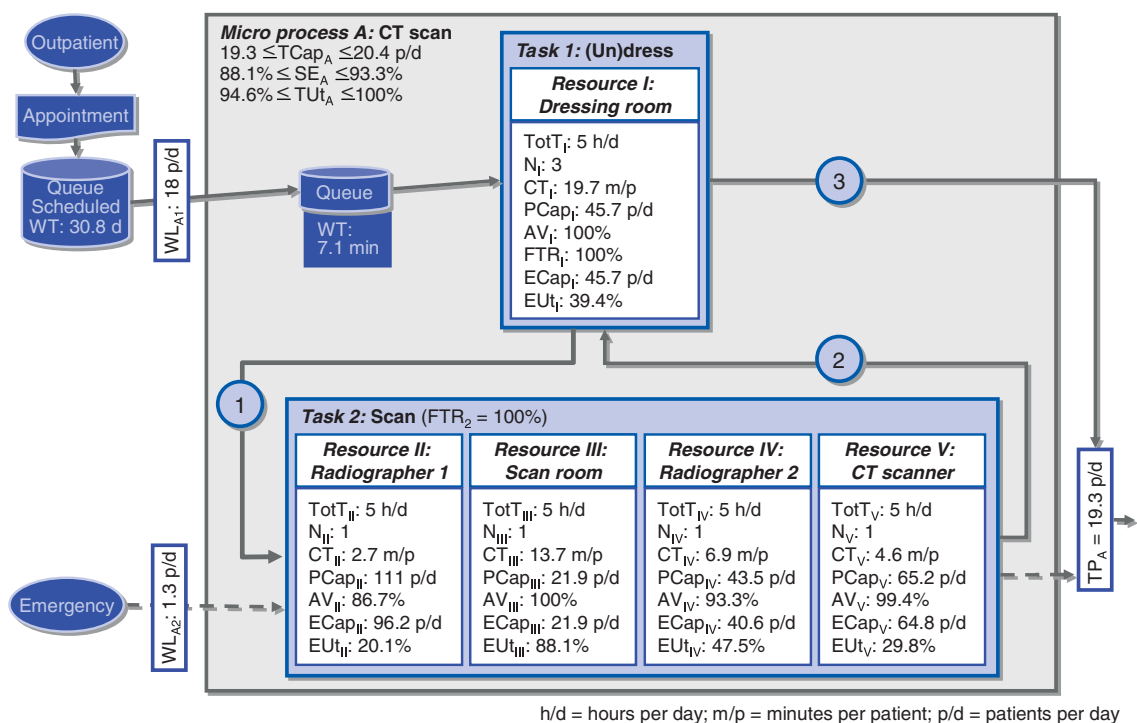 Outpatient
Appointment
Queue
Scheduled
WT: 30.8 d
WL_A1: 18 p/d
Micro process A: CT scan
19.3 ≤TCap_A ≤20.4 p/d
88.1%≤ SE_A ≤93.3%
94.6%≤ TUt_A ≤100%
Queue
WT:
7.1 min
Task 1: (Un)dress
Resource I:
Dressing room
TotT_I: 5 h/d
N_I: 3
CT_I: 19.7 m/p
PCap_I: 45.7 p/d
AV_I: 100%
FTR_I: 100%
ECap_I: 45.7 p/d
EUt_I: 39.4%
3
2
1
Task 2: Scan (FTR_2 = 100%)
Resource II:
Radiographer 1
TotT_II: 5 h/d
N_II: 1
CT_II: 2.7 m/p
PCap_II: 111 p/d
AV_II: 86.7%
ECap_II: 96.2 p/d
EUt_II: 20.1%
Resource III:
Scan room
TotT_III: 5 h/d
N_III: 1
CT_III: 13.7 m/p
PCap_III: 21.9 p/d
AV_III: 100%
ECap_III: 21.9 p/d
EUt_III: 88.1%
Resource IV:
Radiographer 2
TotT_IV: 5 h/d
N_IV: 1
CT_IV: 6.9 m/p
PCap_IV: 43.5 p/d
AV_IV: 93.3%
ECap_IV: 40.6 p/d
EUt_IV: 47.5%
Resource V:
CT scanner
TotT_V: 5 h/d
N_V: 1
CT_V: 4.6 m/p
PCap_V: 65.2 p/d
AV_V: 99.4%
ECap_V: 64.8 p/d
EUt_V: 29.8%
Emergency
WL_A2: 1.3 p/d
TP_A = 19.3 p/d
h/d = hours per day; m/p = minutes per patient; p/d = patients per day